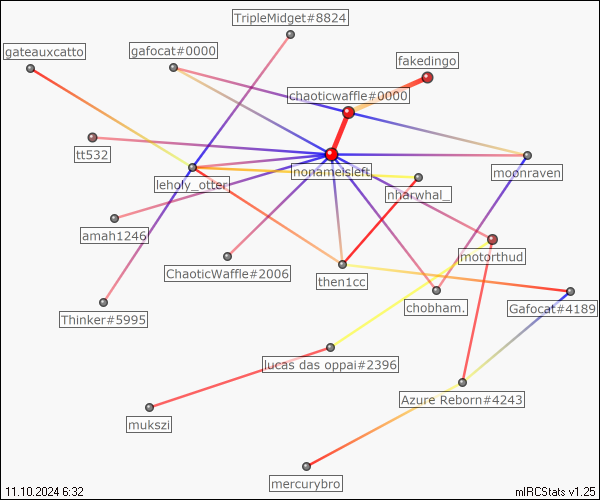 TripleMidget#8824
gateauxcatto
gafocat#0000
fakedingo
chaoticwaffle#0000
tt532
nonameisleft
moonraven
leholy_otter
nharwhal_
amah1246
motorthud
ChaoticWaffle#2006
then1cc
chobham.
Gafocat#4189
Thinker#5995
lucas das oppai#2396
Azure Reborn#4243
mukszi
mercurybro
11.10.2024 6:32
mIRCStats v1.25